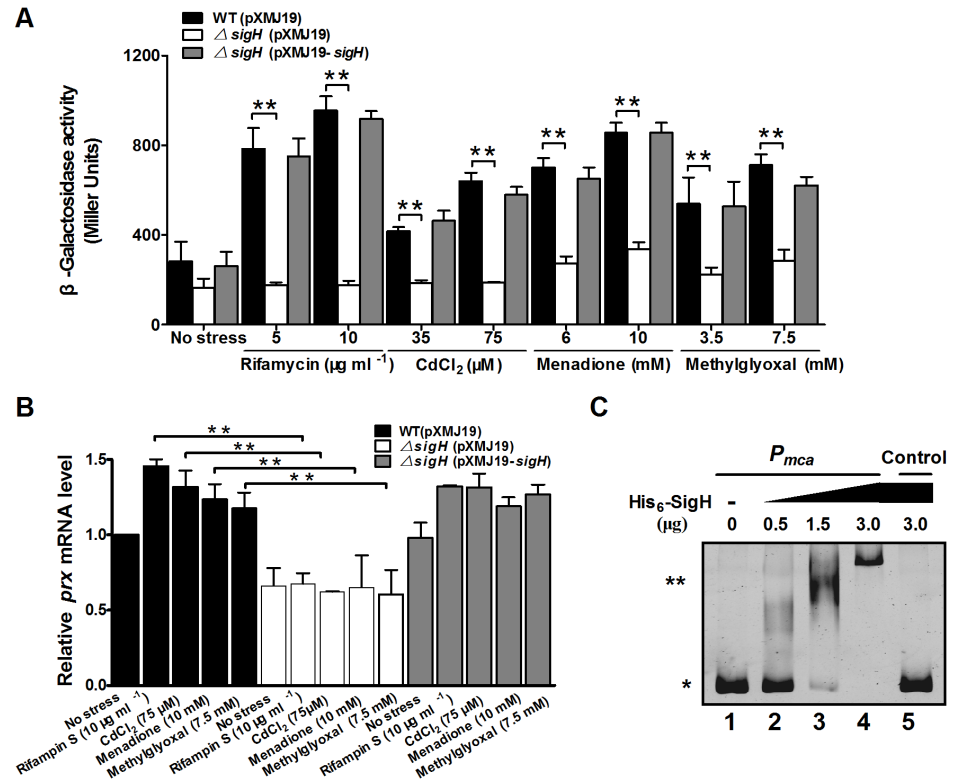 A
WT (pXMJ19)
△ sigH (pXMJ19)
△ sigH (pXMJ19-sigH)
β -Galactosidase activity
(Miller Units)
1200
800
400
0
** ** ** ** ** ** ** **
No stress 5 10 35 75 6 10 3.5 7.5
Rifamycin (μg ml -1) CdCl2 (μM) Menadione (mM) Methylglyoxal (mM)
B
WT(pXMJ19)
△sigH (pXMJ19)
△sigH (pXMJ19-sigH)
Relative prx mRNA level
1.5
1.0
0.5
0.0
**
**
**
**
No stress
Rifampin S (10 μg ml -1)
CdCl2 (75 μM)
Menadione (10 mM)
Methylglyoxal (7.5 mM)
No stress
Rifampin S (10 μg ml -1)
CdCl2 (75μM)
Menadione (10 mM)
Methylglyoxal (7.5 mM)
No stress
Rifampin S (10 μg ml -1)
CdCl2 (75 μM)
Menadione (10 mM)
Methylglyoxal (7.5 mM)
C
Pmca Control
His6-SigH -
(μg) 0 0.5 1.5 3.0 3.0
**
*
1 2 3 4 5